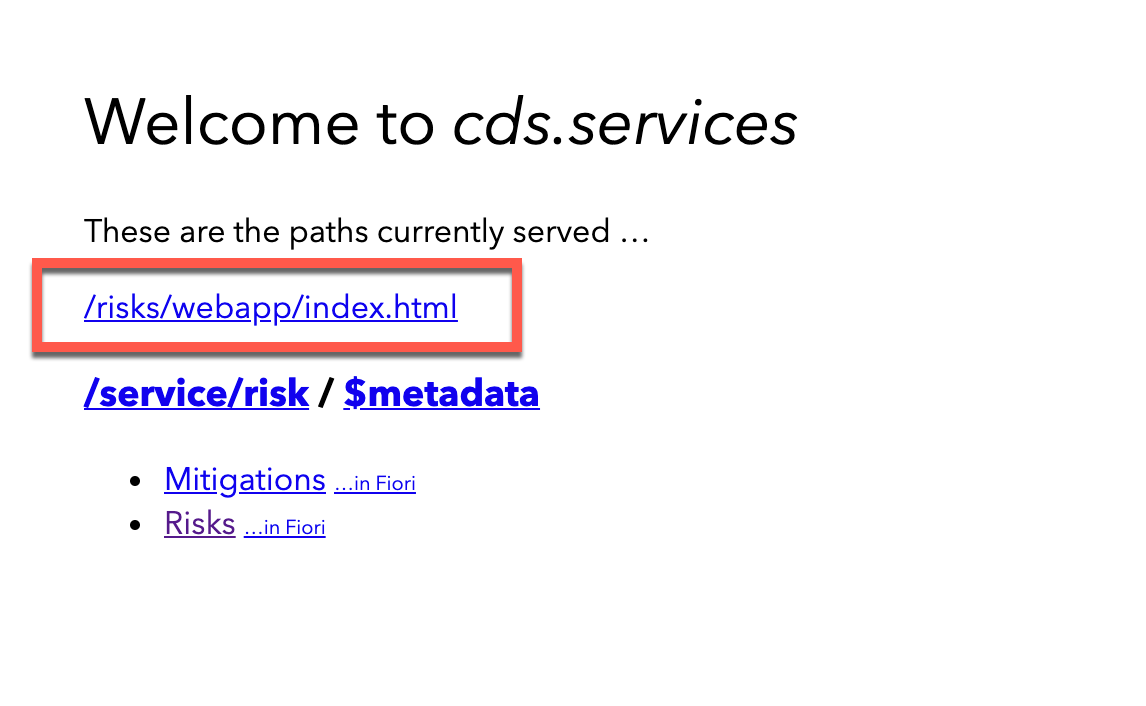 Welcome to cds.services
These are the paths currently served …
/risks/webapp/index.html
/service/risk / $metadata
• Mitigations …in Fiori
• Risks …in Fiori